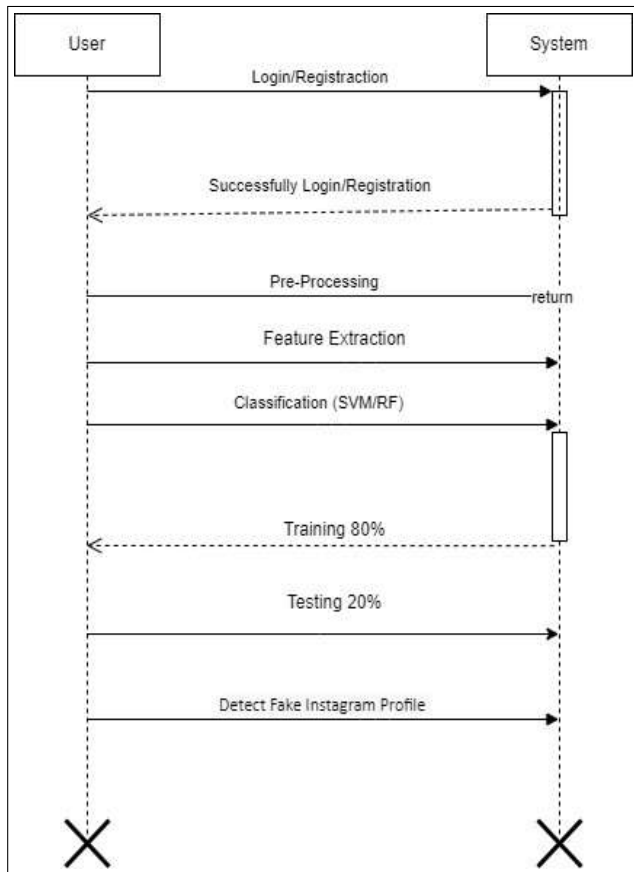 User
System
Login/Registraction
Successfully Login/Registration
Pre-Processing
return
Feature Extraction
Classification (SVM/RF)
Training 80%
Testing 20%
Detect Fake Instagram Profile